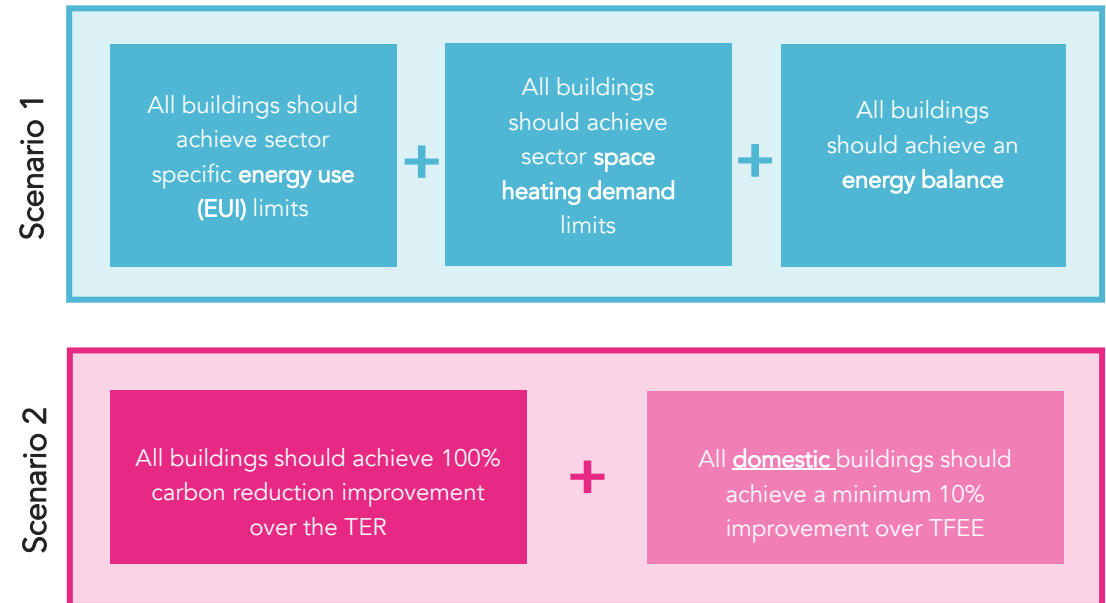 Scenario 1
All buildings should
achieve sector
specific energy use
(EUI) limits
+
All buildings
should achieve
sector space
heating demand
limits
+
All buildings
should achieve an
energy balance
Scenario 2
All buildings should achieve 100%
carbon reduction improvement
over the TER
+
All domestic buildings should
achieve a minimum 10%
improvement over TFEE